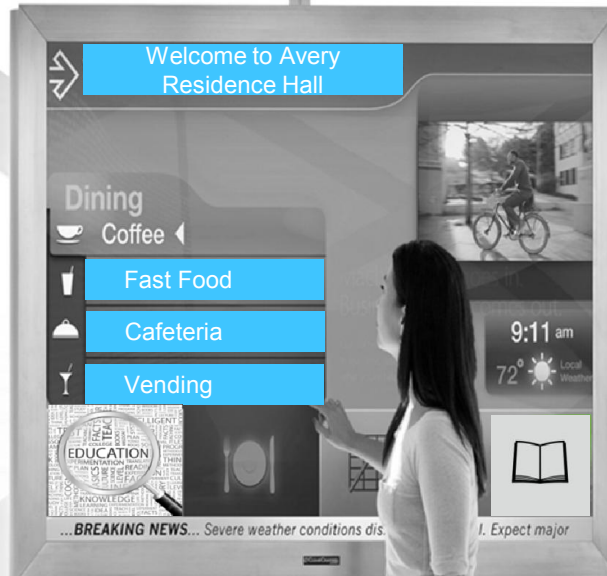 Welcome to Avery
Residence Hall
Dining
Coffee
Fast Food
Cafeteria
Vending
9:11 am
72° Local
Weather
EDUCATION
KNOWLEDGE
...BREAKING NEWS... Severe weather conditions dis. l. Expect major